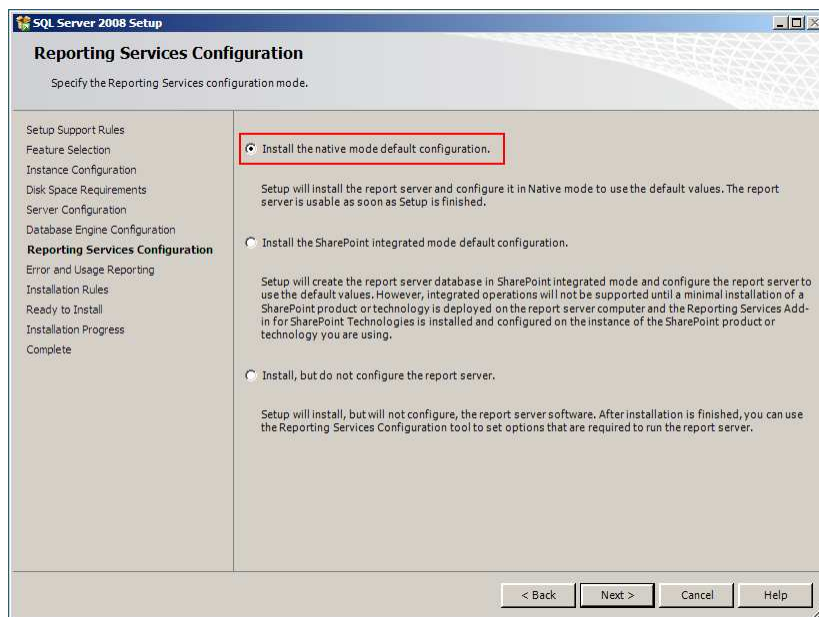 SQL Server 2008 Setup
Reporting Services Configuration
Specify the Reporting Services configuration mode.
Setup Support Rules
Feature Selection
Instance Configuration
Disk Space Requirements
Server Configuration
Database Engine Configuration
Reporting Services Configuration
Error and Usage Reporting
Installation Rules
Ready to Install
Installation Progress
Complete
Install the native mode default configuration.
Setup will install the report server and configure it in Native mode to use the default values. The report
server is usable as soon as Setup is finished.
Install the SharePoint integrated mode default configuration.
Setup will create the report server database in SharePoint integrated mode and configure the report server to
use the default values. However, integrated operations will not be supported until a minimal installation of a
SharePoint product or technology is deployed on the report server computer and the Reporting Services Add-
in for SharePoint Technologies is installed and configured on the instance of the SharePoint product or
technology you are using.
Install, but do not configure the report server.
Setup will install, but will not configure, the report server software. After installation is finished, you can use
the Reporting Services Configuration tool to set options that are required to run the report server.
< Back
Next >
Cancel
Help